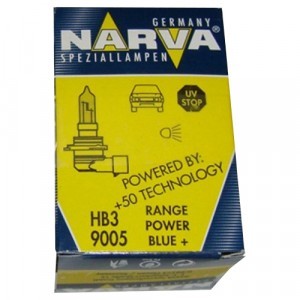 GERMANY
NARVA
SPEZIALLAMPEN
UV
STOP
POWERED BY:
+50 TECHNOLOGY
HB3
9005
RANGE
POWER
BLUE +